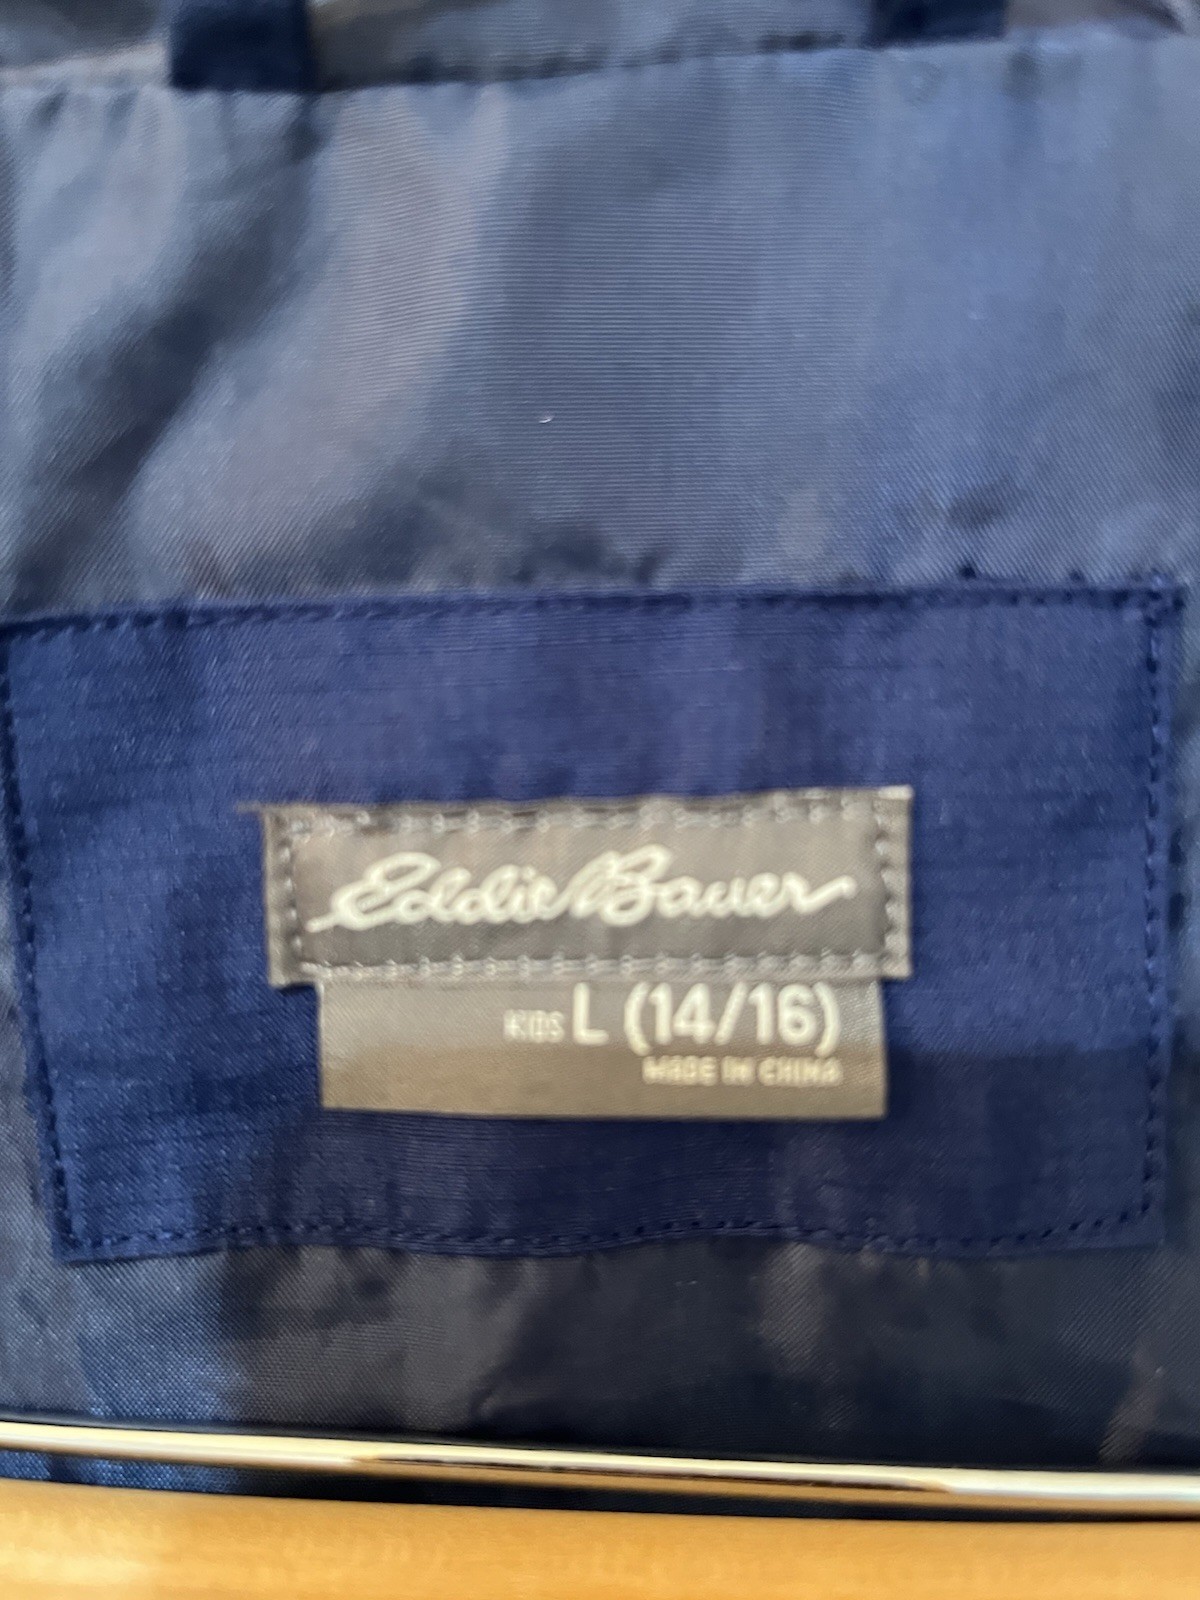 Eddie Bauer
KIDS L (14/16)
MADE IN CHINA